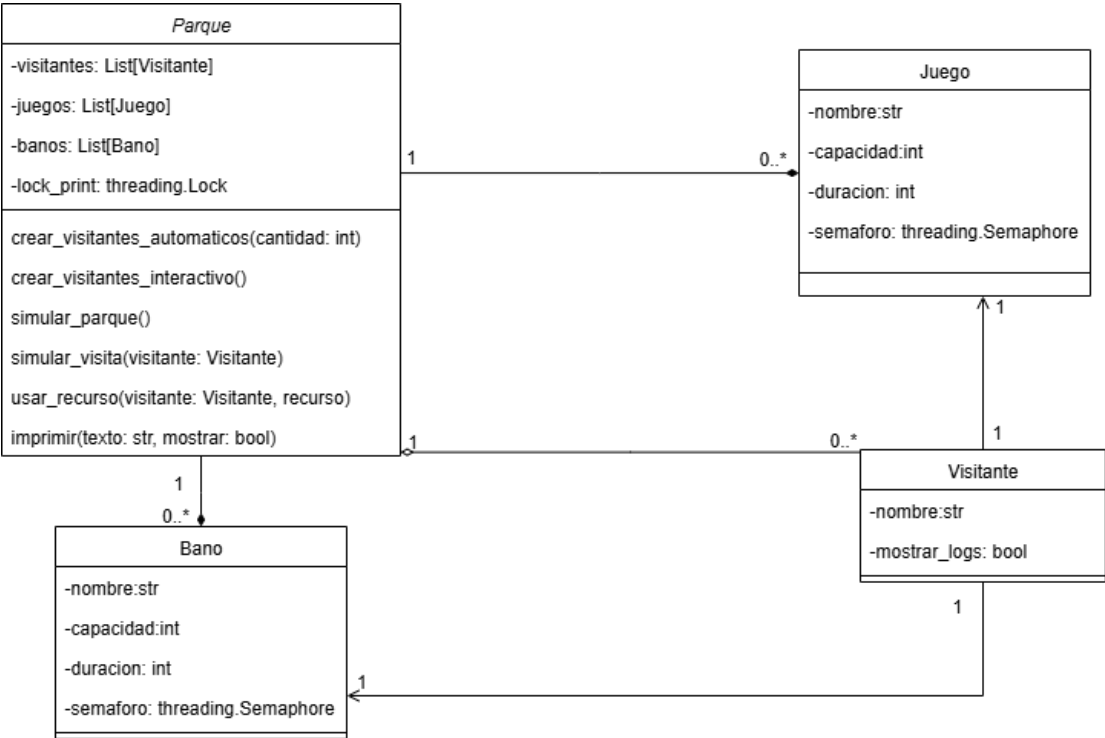 Parque
-visitantes: List[Visitante]
-juegos: List[Juego]
-banos: List[Bano]
-lock_print: threading.Lock
crear_visitantes_automaticos(cantidad: int)
crear_visitantes_interactivo()
simular_parque()
simular_visita(visitante: Visitante)
usar_recurso(visitante: Visitante, recurso)
imprimir(texto: str, mostrar: bool)
1
0..*
Juego
-nombre:str
-capacidad:int
-duracion: int
-semaforo: threading.Semaphore
1
1
1
0..*
Visitante
-nombre:str
-mostrar_logs: bool
1
1
1
0..*
Bano
-nombre:str
-capacidad:int
-duracion: int
-semaforo: threading.Semaphore